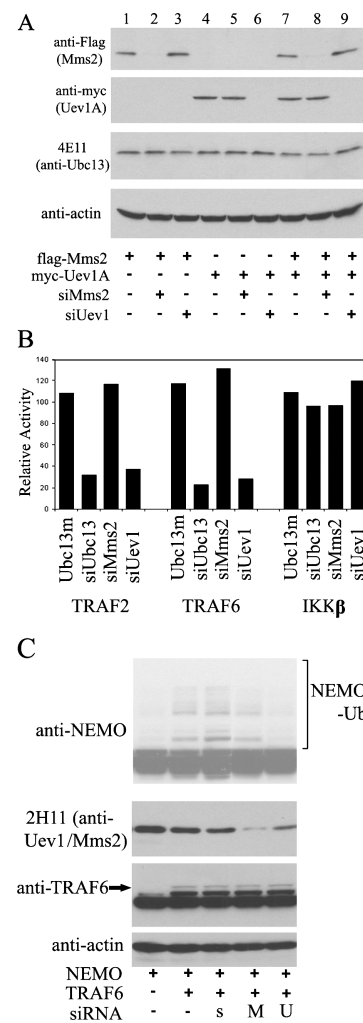 A
1 2 3 4 5 6 7 8 9
anti-Flag
(Mms2)
anti-myc
(Uev1A)
4E11
(anti-Ubc13)
anti-actin
flag-Mms2 + + + - - - + + +
myc-Uev1A - - - + + + + + +
siMms2 - + - - + - - + -
siUev1 - - + - - + - - +
B
Relative Activity
140
120
100
80
60
40
20
0
Ubc13m siUbc13 siMms2 siUev1 Ubc13m siUbc13 siMms2 siUev1 Ubc13m siUbc13 siMms2 siUev1
TRAF2 TRAF6 IKKβ
C
anti-NEMO
NEMO
-Ub
2H11 (anti-
Uev1/Mms2)
anti-TRAF6
anti-actin
NEMO + + + + +
TRAF6 - + + + +
siRNA - - s M U